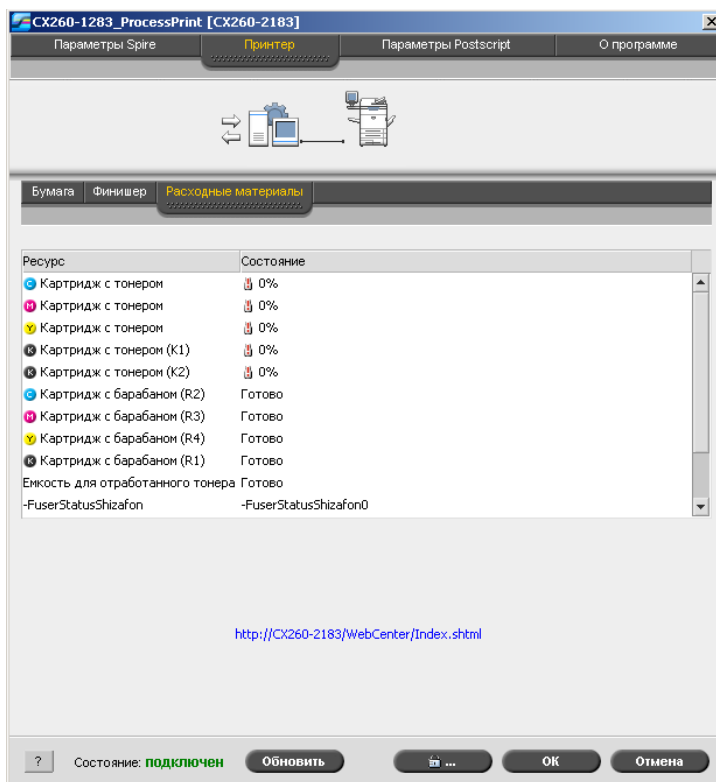 CX260-1283_ProcessPrint [CX260-2183]
Параметры Spire Принтер Параметры Postscript О программе
Бумага Финишер Расходные материалы
Ресурс Состояние
C Картридж с тонером 0%
M Картридж с тонером 0%
Y Картридж с тонером 0%
K Картридж с тонером (K1) 0%
K Картридж с тонером (K2) 0%
C Картридж с барабаном (R2) Готово
M Картридж с барабаном (R3) Готово
Y Картридж с барабаном (R4) Готово
K Картридж с барабаном (R1) Готово
Емкость для отработанного тонера Готово
-FuserStatusShizafon -FuserStatusShizafon0
http://CX260-2183/WebCenter/Index.shtml
? Состояние: подключен Обновить ... ОК Отмена